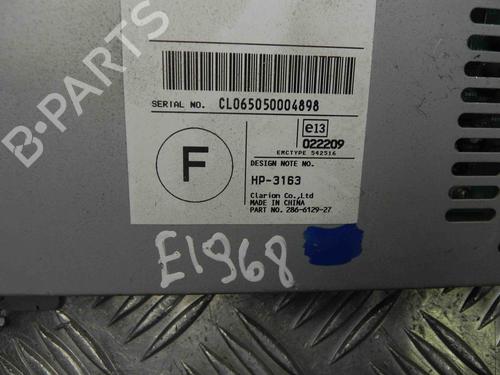 B-PARTS
SERIAL NO. CL065050004898
e13
022209
EMCTYPE 542516
F
DESIGN NOTE NO.
HP-3163
Clarion Co.,Ltd
MADE IN CHINA
PART NO. 286-6129-27
E1968